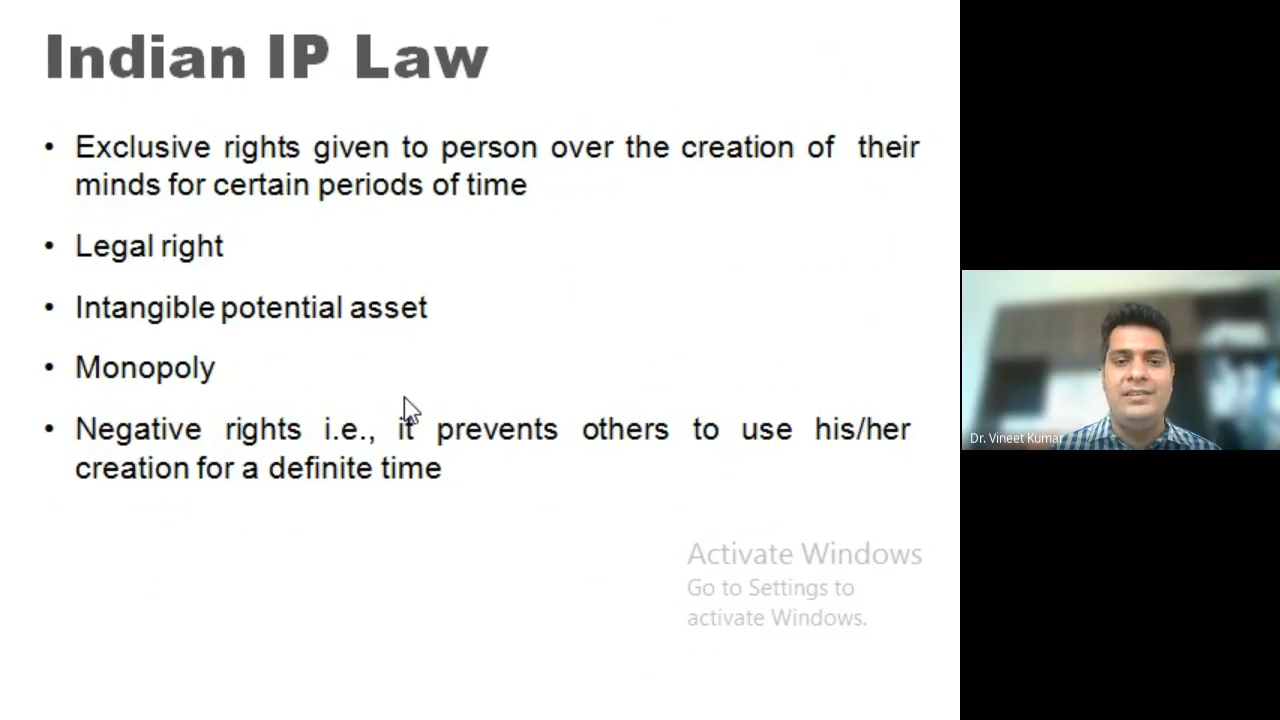 Indian IP Law
• Exclusive rights given to person over the creation of their
minds for certain periods of time
• Legal right
• Intangible potential asset
• Monopoly
• Negative rights i.e., it prevents others to use his/her
creation for a definite time
Dr. Vineet Kumar
Activate Windows
Go to Settings to
activate Windows.